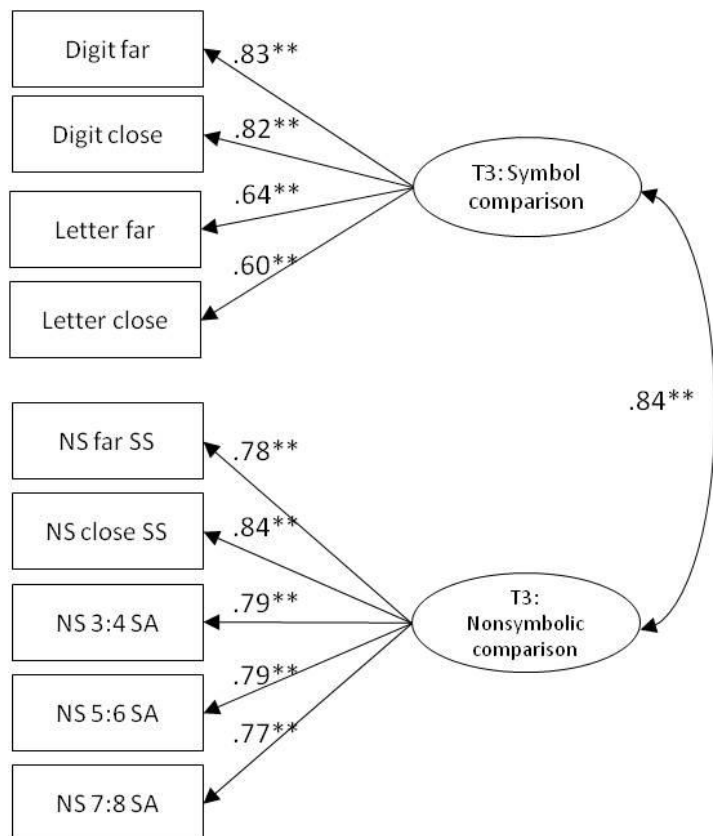 Digit far
.83**
Digit close
.82**
T3: Symbol
comparison
Letter far
.64**
Letter close
.60**
.84**
NS far SS
.78**
NS close SS
.84**
NS 3:4 SA
.79**
T3:
Nonsymbolic
comparison
NS 5:6 SA
.79**
NS 7:8 SA
.77**